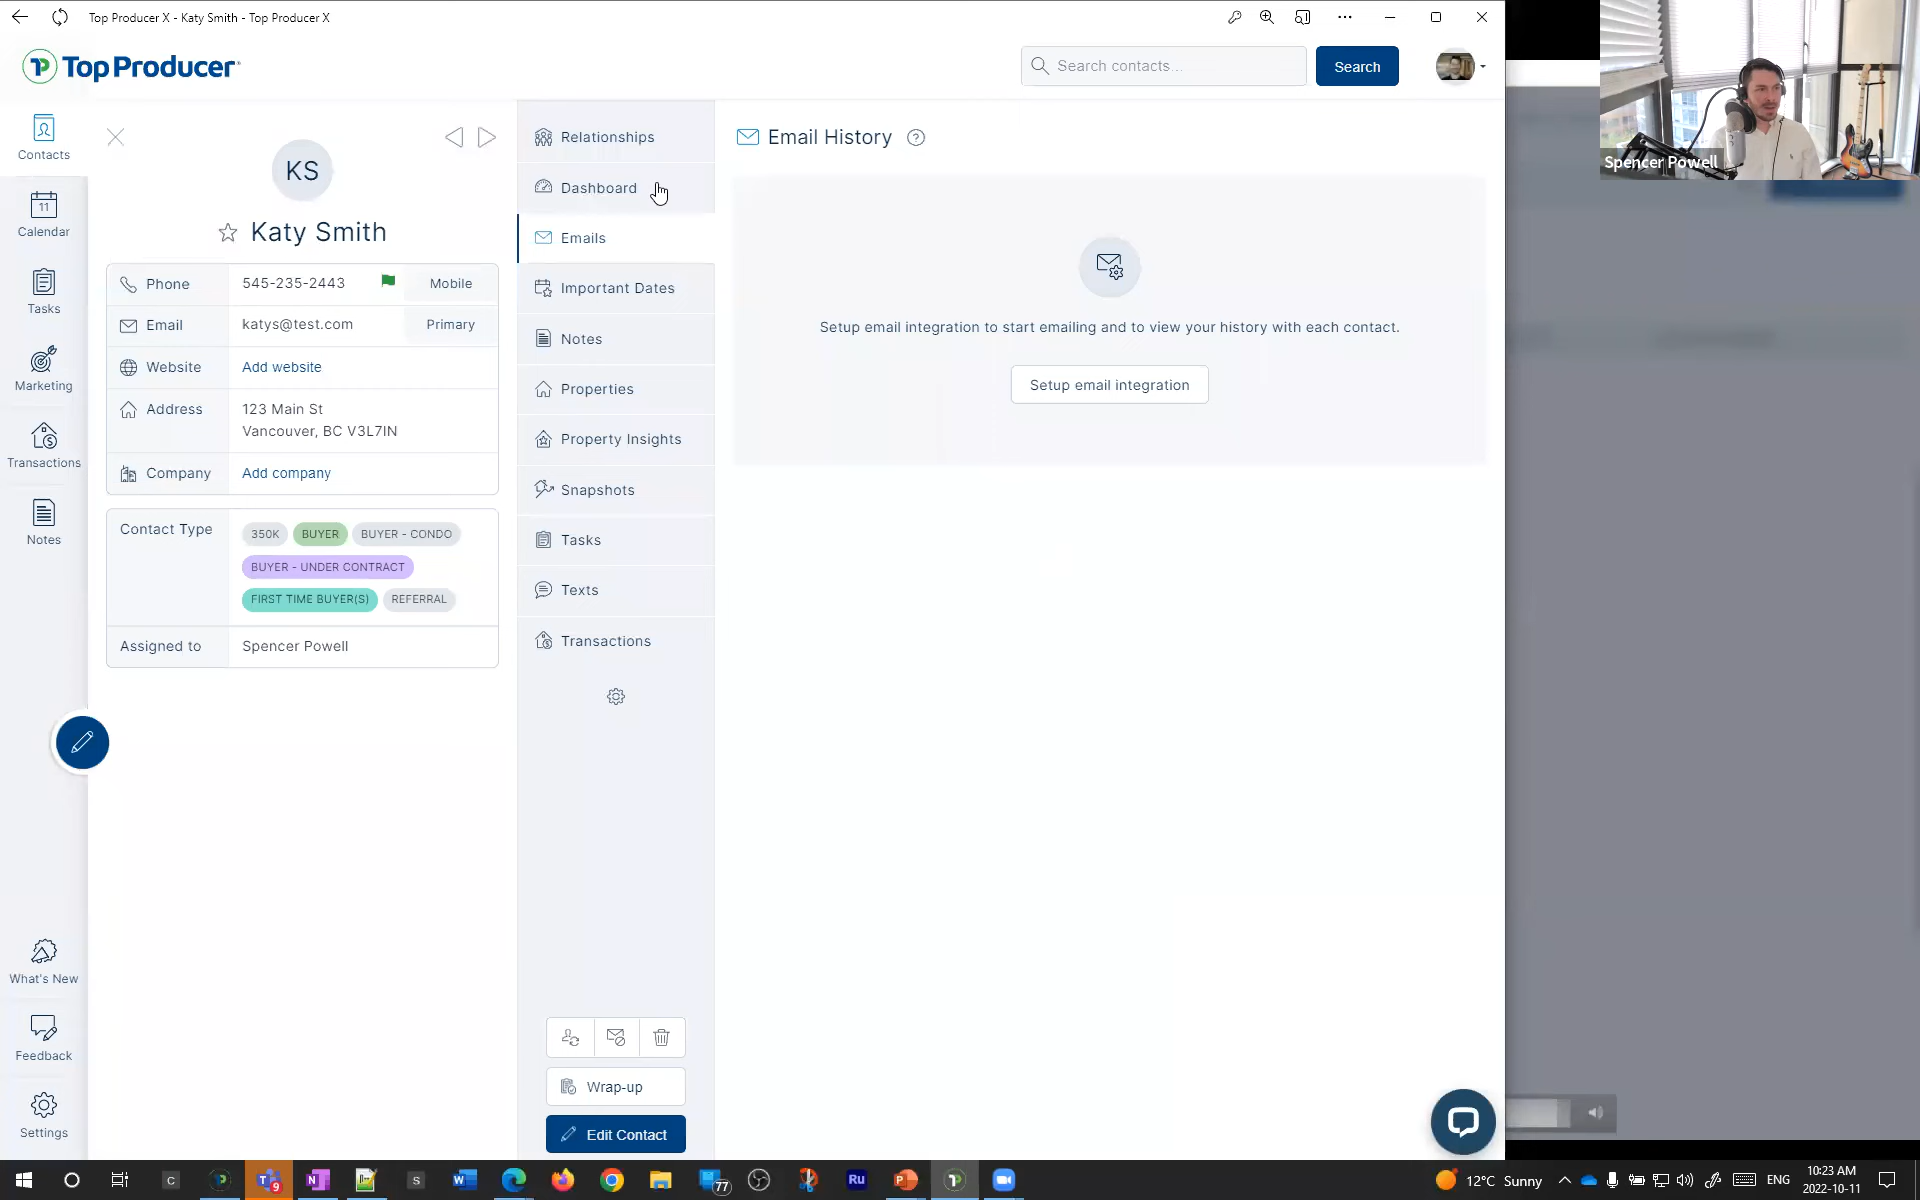 Top Producer X - Katy Smith - Top Producer X
Top Producer
Search contacts...
Search
Spencer Powell
Contacts
11
Calendar
Tasks
Marketing
Transactions
Notes
What's New
Feedback
Settings
KS
Katy Smith
Phone 545-235-2443 Mobile
Email katys@test.com Primary
Website Add website
Address 123 Main St
Vancouver, BC V3L7IN
Company Add company
Contact Type 350K BUYER BUYER - CONDO
BUYER - UNDER CONTRACT
FIRST TIME BUYER(S) REFERRAL
Assigned to Spencer Powell
Relationships
Dashboard
Emails
Important Dates
Notes
Properties
Property Insights
Snapshots
Tasks
Texts
Transactions
Wrap-up
Edit Contact
Email History ?
Setup email integration to start emailing and to view your history with each contact.
Setup email integration
C
T 9
N
S
W
77
Ru
P
12°C Sunny
ENG
10:23 AM
2022-10-11